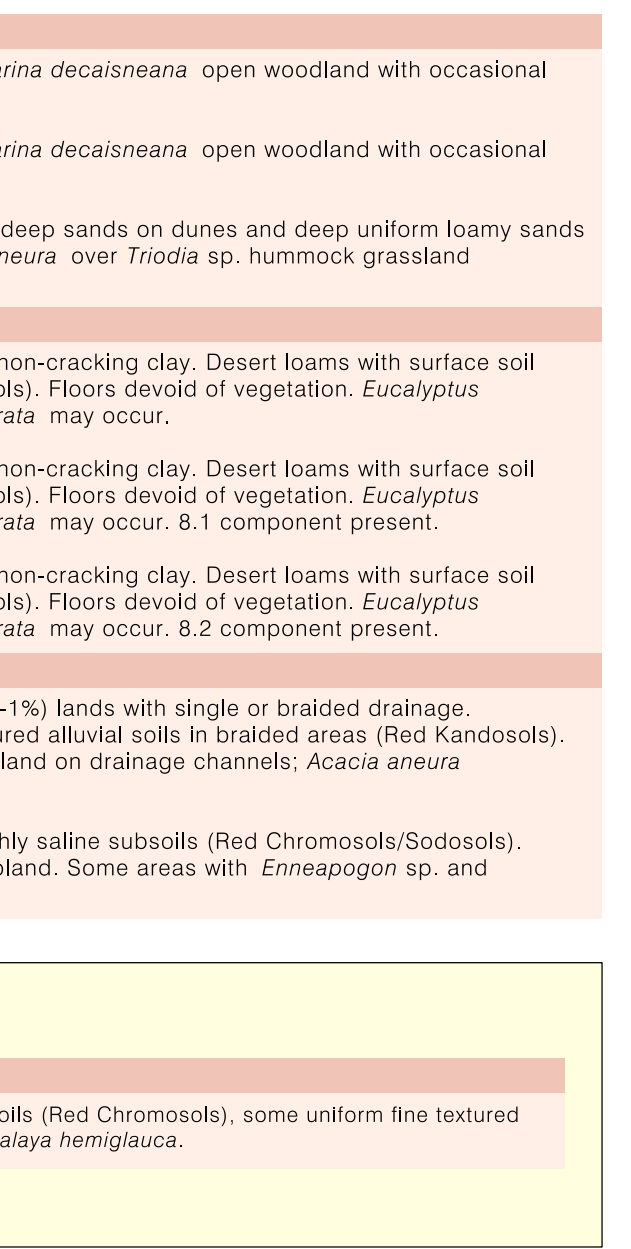 arina decaisneana open woodland with occasional
arina decaisneana open woodland with occasional
deep sands on dunes and deep uniform loamy sands
neura over Triodia sp. hummock grassland
non-cracking clay. Desert loams with surface soil
ols). Floors devoid of vegetation. Eucalyptus
rata may occur.
non-cracking clay. Desert loams with surface soil
ols). Floors devoid of vegetation. Eucalyptus
rata may occur. 8.1 component present.
non-cracking clay. Desert loams with surface soil
ols). Floors devoid of vegetation. Eucalyptus
rata may occur. 8.2 component present.
-1%) lands with single or braided drainage.
ured alluvial soils in braided areas (Red Kandosols).
land on drainage channels; Acacia aneura
hly saline subsoils (Red Chromosols/Sodosols).
oland. Some areas with Enneapogon sp. and
oils (Red Chromosols), some uniform fine textured
alaya hemiglauca.